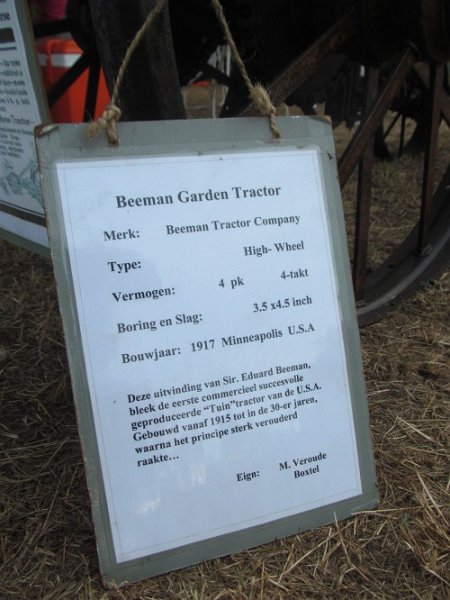 Beeman Garden Tractor
Merk: Beeman Tractor Company
Type: High- Wheel
Vermogen: 4 pk 4-takt
Boring en Slag: 3.5 x4.5 inch
Bouwjaar: 1917 Minneapolis U.S.A
Deze uitvinding van Sir. Eduard Beeman,
bleek de eerste commercieel succesvolle
geproduceerde “Tuin”tractor van de U.S.A.
Gebouwd vanaf 1915 tot in de 30-er jaren,
waarna het principe sterk verouderd
raakte…
Eign: M. Veroude
Boxtel